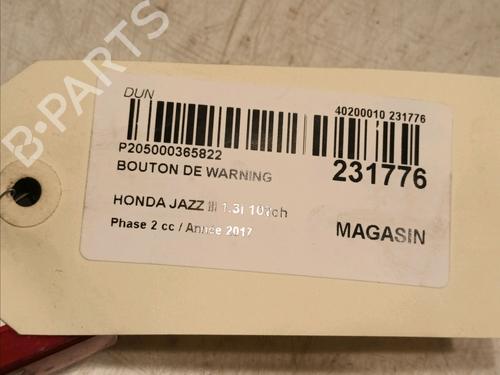 DUN
40200010 231776
P205000365822
BOUTON DE WARNING
231776
HONDA JAZZ III 1.3i 102ch
Phase 2 cc / Année 2017
MAGASIN
B-PARTS